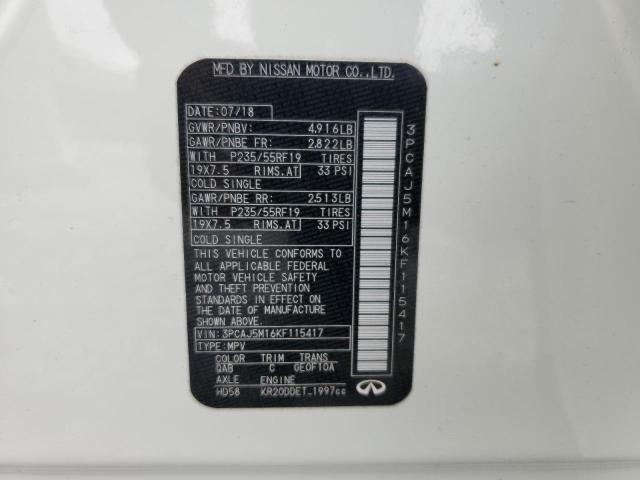 MFD BY NISSAN MOTOR CO.,LTD.
DATE:07/18
GVWR/PNBV: 4,916LB
GAWR/PNBE FR: 2,822LB
WITH P235/55RF19 TIRES
19X7.5 RIMS,AT 33 PSI
COLD SINGLE
GAWR/PNBE RR: 2,513LB
WITH P235/55RF19 TIRES
19X7.5 RIMS,AT 33 PSI
COLD SINGLE
THIS VEHICLE CONFORMS TO
ALL APPLICABLE FEDERAL
MOTOR VEHICLE SAFETY
AND THEFT PREVENTION
STANDARDS IN EFFECT ON
THE DATE OF MANUFACTURE
SHOWN ABOVE.
VIN:3PCAJ5M16KF115417
TYPE:MPV
COLOR TRIM TRANS
QAB C GE0F10A
AXLE ENGINE
HD58 KR20DDET 1997cc
3PCAJ5M16KF115417